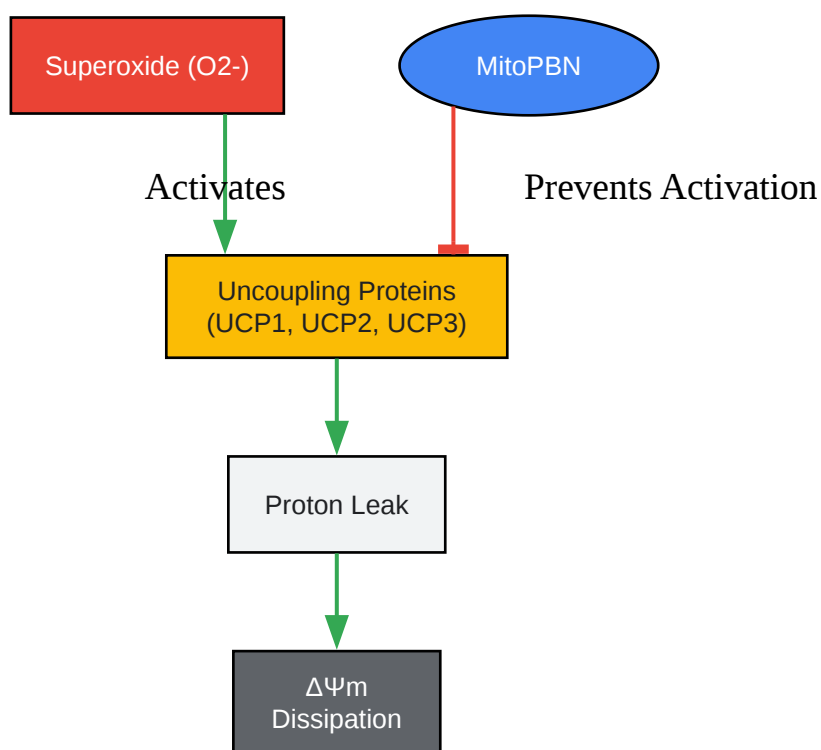 Superoxide (O2-)
MitoPBN
Activates
Prevents Activation
Uncoupling Proteins
(UCP1, UCP2, UCP3)
Proton Leak
ΔΨm
Dissipation